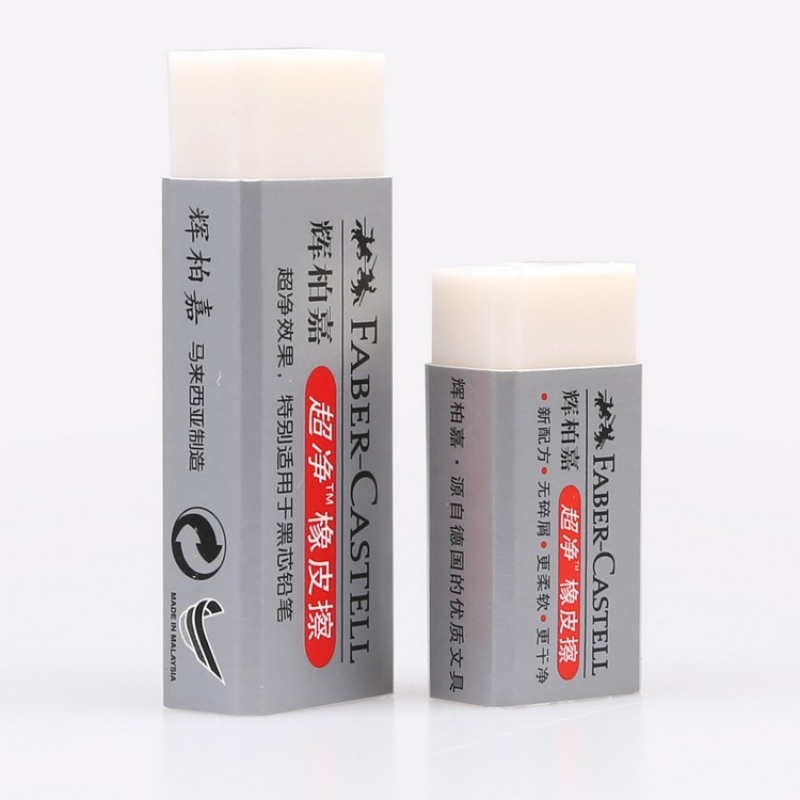 辉柏嘉 马来西亚制造
MADE IN MALAYSIA
FABER-CASTELL
辉柏嘉 超净™ 橡皮擦
超净效果，特别适用于黑芯铅笔
FABER-CASTELL
辉柏嘉 超净™ 橡皮擦
•新配方•无碎屑•更柔软•更干净
辉柏嘉·源自德国的优质文具